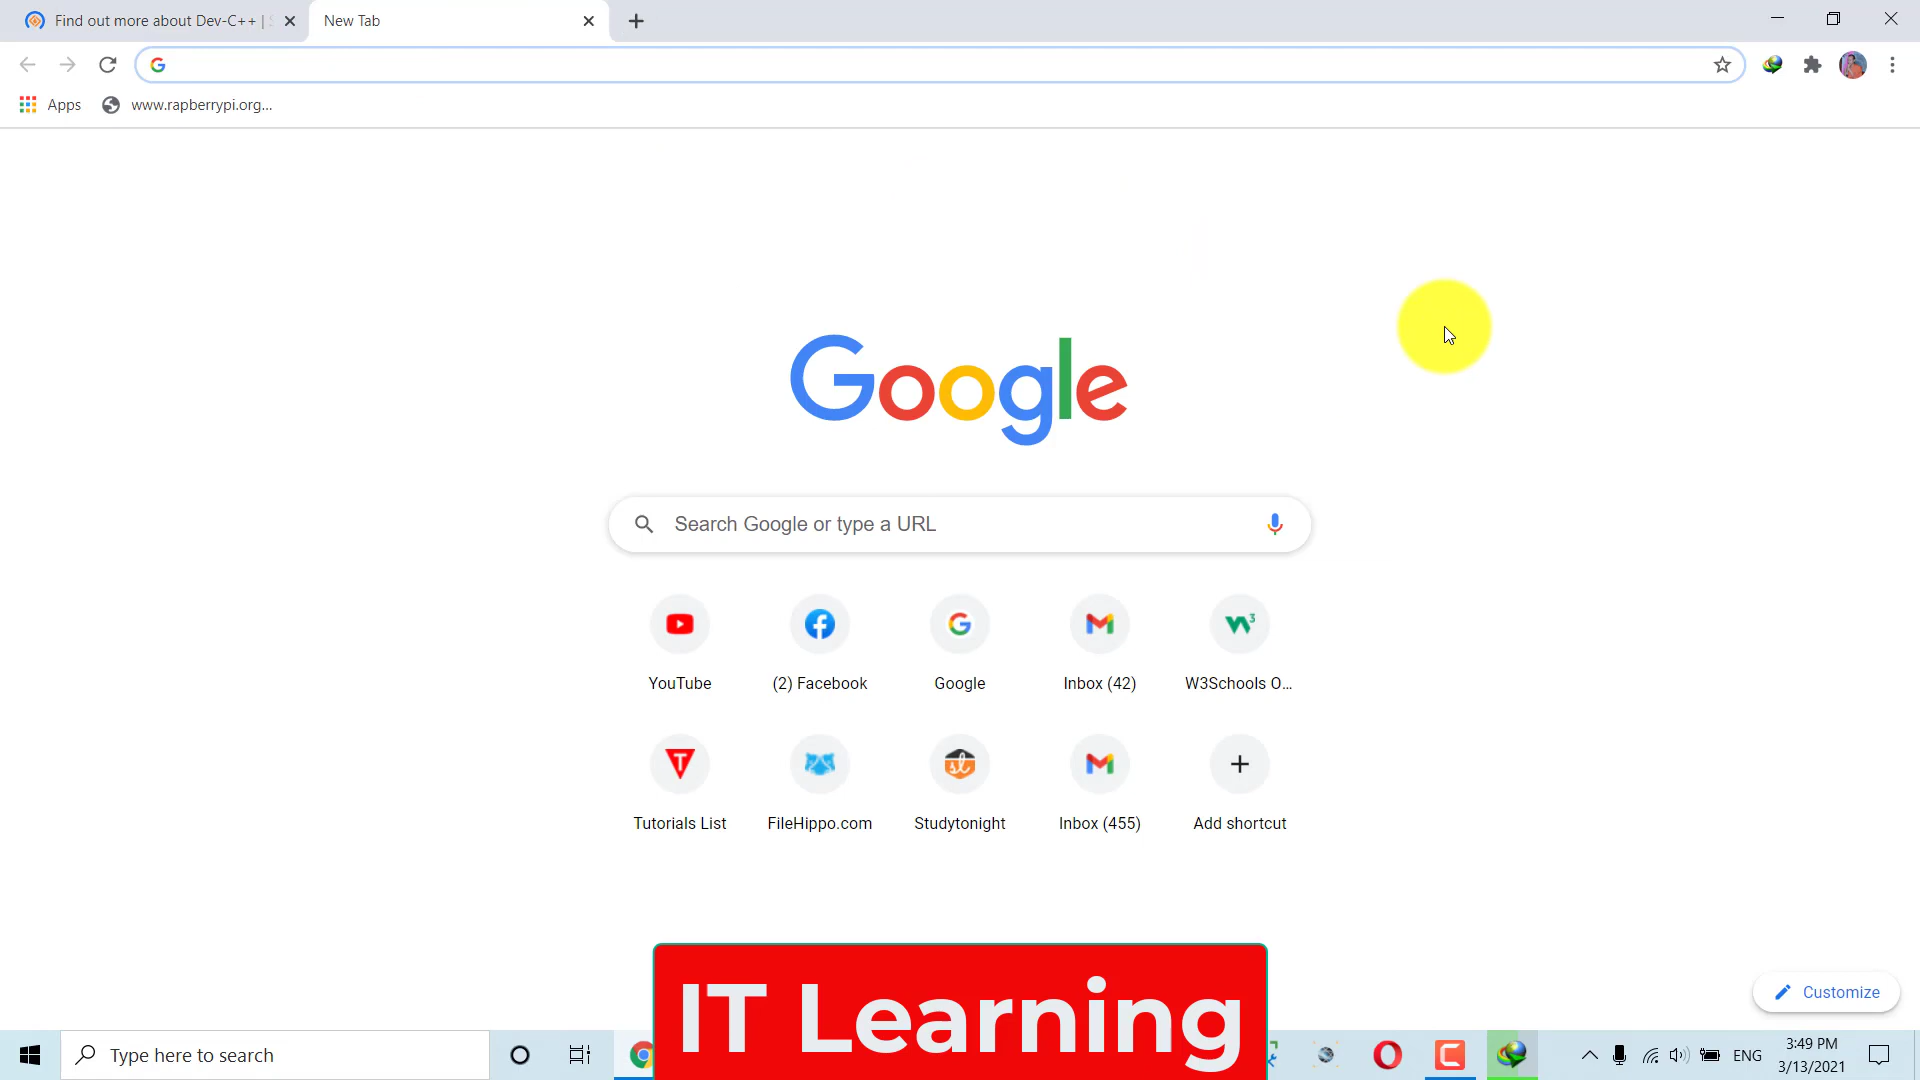 Find out more about Dev-C++ |
New Tab
Apps
www.rapberrypi.org...
Google
Search Google or type a URL
YouTube
(2) Facebook
Google
Inbox (42)
W3Schools O...
Tutorials List
FileHippo.com
Studytonight
Inbox (455)
Add shortcut
Customize
IT Learning
Type here to search
ENG
3:49 PM
3/13/2021